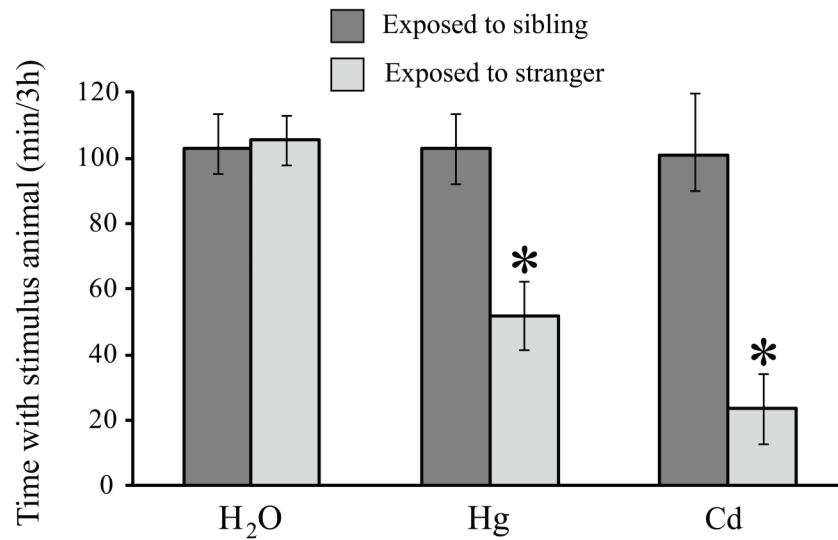 Exposed to sibling
Exposed to stranger
Time with stimulus animal (min/3h)
120
100
80
60
40
20
0
*
*
H₂O
Hg
Cd